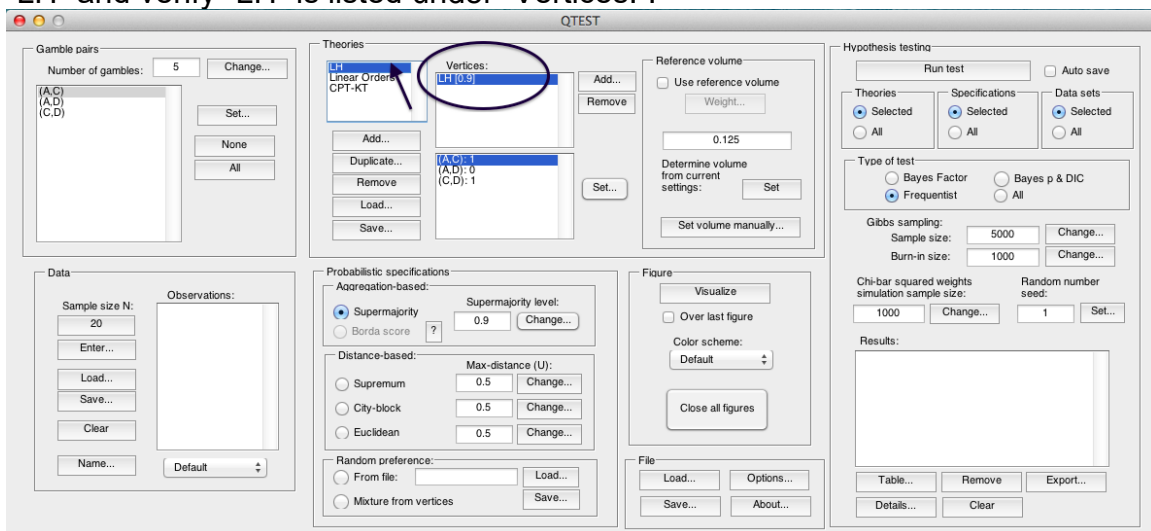 LH and verify LH is listed under Vertices.
QTEST
Gamble pairs
Number of gambles: 5 Change...
(A,C)
(A,D)
(C,D)
Set...
None
All
Theories
LH
Linear Orders
CPT-KT
Add...
Duplicate...
Remove
Load...
Save...
Vertices:
LH [0.9]
Add...
Remove
(A,C): 1
(A,D): 0
(C,D): 1
Set...
Reference volume
Use reference volume
Weight...
0.125
Determine volume
from current
settings: Set
Set volume manually...
Hypothesis testing
Run test Auto save
Theories
Selected
All
Specifications
Selected
All
Data sets
Selected
All
Type of test
Bayes Factor Bayes p & DIC
Frequentist All
Gibbs sampling:
Sample size: 5000 Change...
Burn-in size: 1000 Change...
Chi-bar squared weights
simulation sample size:
1000 Change...
Random number
seed:
1 Set...
Results:
Table... Remove Export...
Details... Clear
Data
Sample size N:
20
Enter...
Load...
Save...
Clear
Name...
Observations:
Default
Probabilistic specifications
Aggregation-based:
Supermajority
Borda score ?
Supermajority level:
0.9 Change...
Distance-based:
Max-distance (U):
Supremum 0.5 Change...
City-block 0.5 Change...
Euclidean 0.5 Change...
Random preference:
From file: Load...
Mixture from vertices Save...
Figure
Visualize
Over last figure
Color scheme:
Default
Close all figures
File
Load... Options...
Save... About...